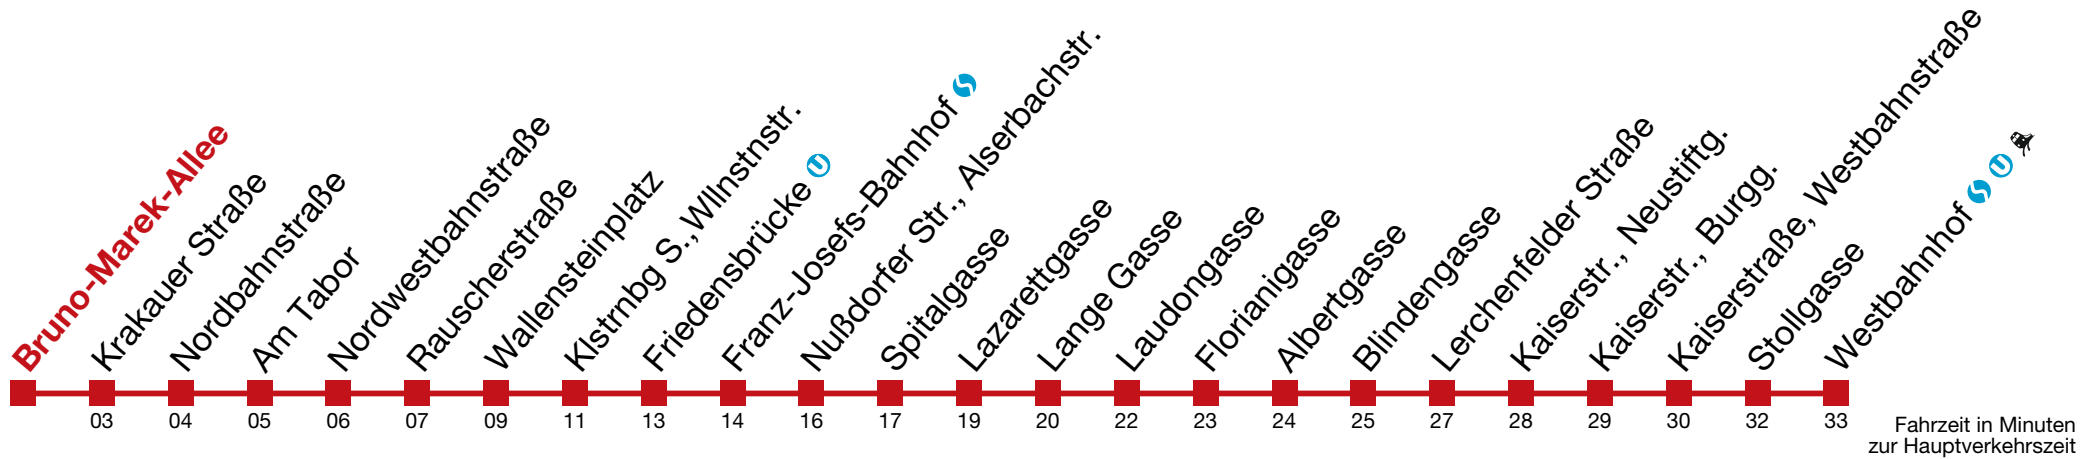 Bruno-Marek-Allee
Krakauer Straße
Nordbahnstraße
Am Tabor
Nordwestbahnstraße
Rauscherstraße
Wallensteinplatz
Klstrnbg S.,Wllnstnstr.
Friedensbrücke U
Franz-Josefs-Bahnhof S
Nußdorfer Str., Alserbachstr.
Spitalgasse
Lazarettgasse
Lange Gasse
Laudongasse
Florianigasse
Albertgasse
Blindengasse
Lerchenfelder Straße
Kaiserstr., Neustiftg.
Kaiserstr., Burgg.
Kaiserstraße, Westbahnstraße
Stollgasse
Westbahnhof S U
03 04 05 06 07 09 11 13 14 16 17 19 20 22 23 24 25 27 28 29 30 32 33
Fahrzeit in Minuten
zur Hauptverkehrszeit